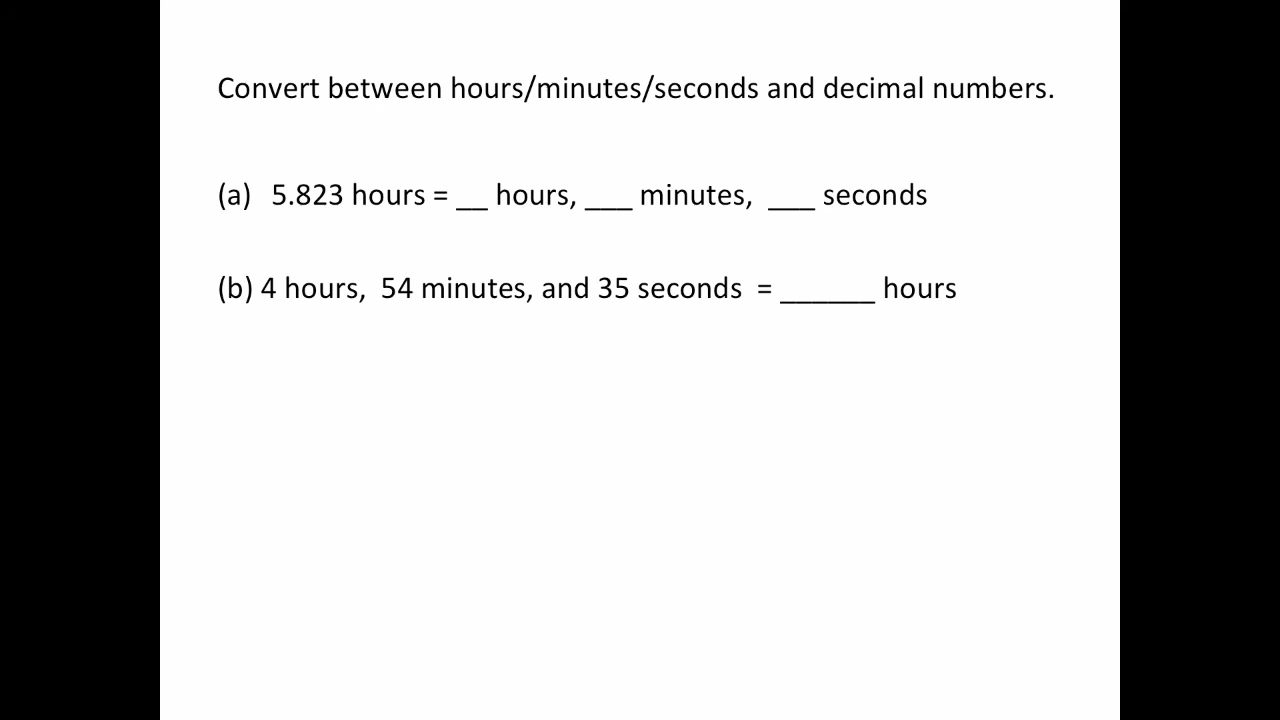 Convert between hours/minutes/seconds and decimal numbers.
(a) 5.823 hours = __ hours, ___ minutes, ___ seconds
(b) 4 hours, 54 minutes, and 35 seconds = ______ hours